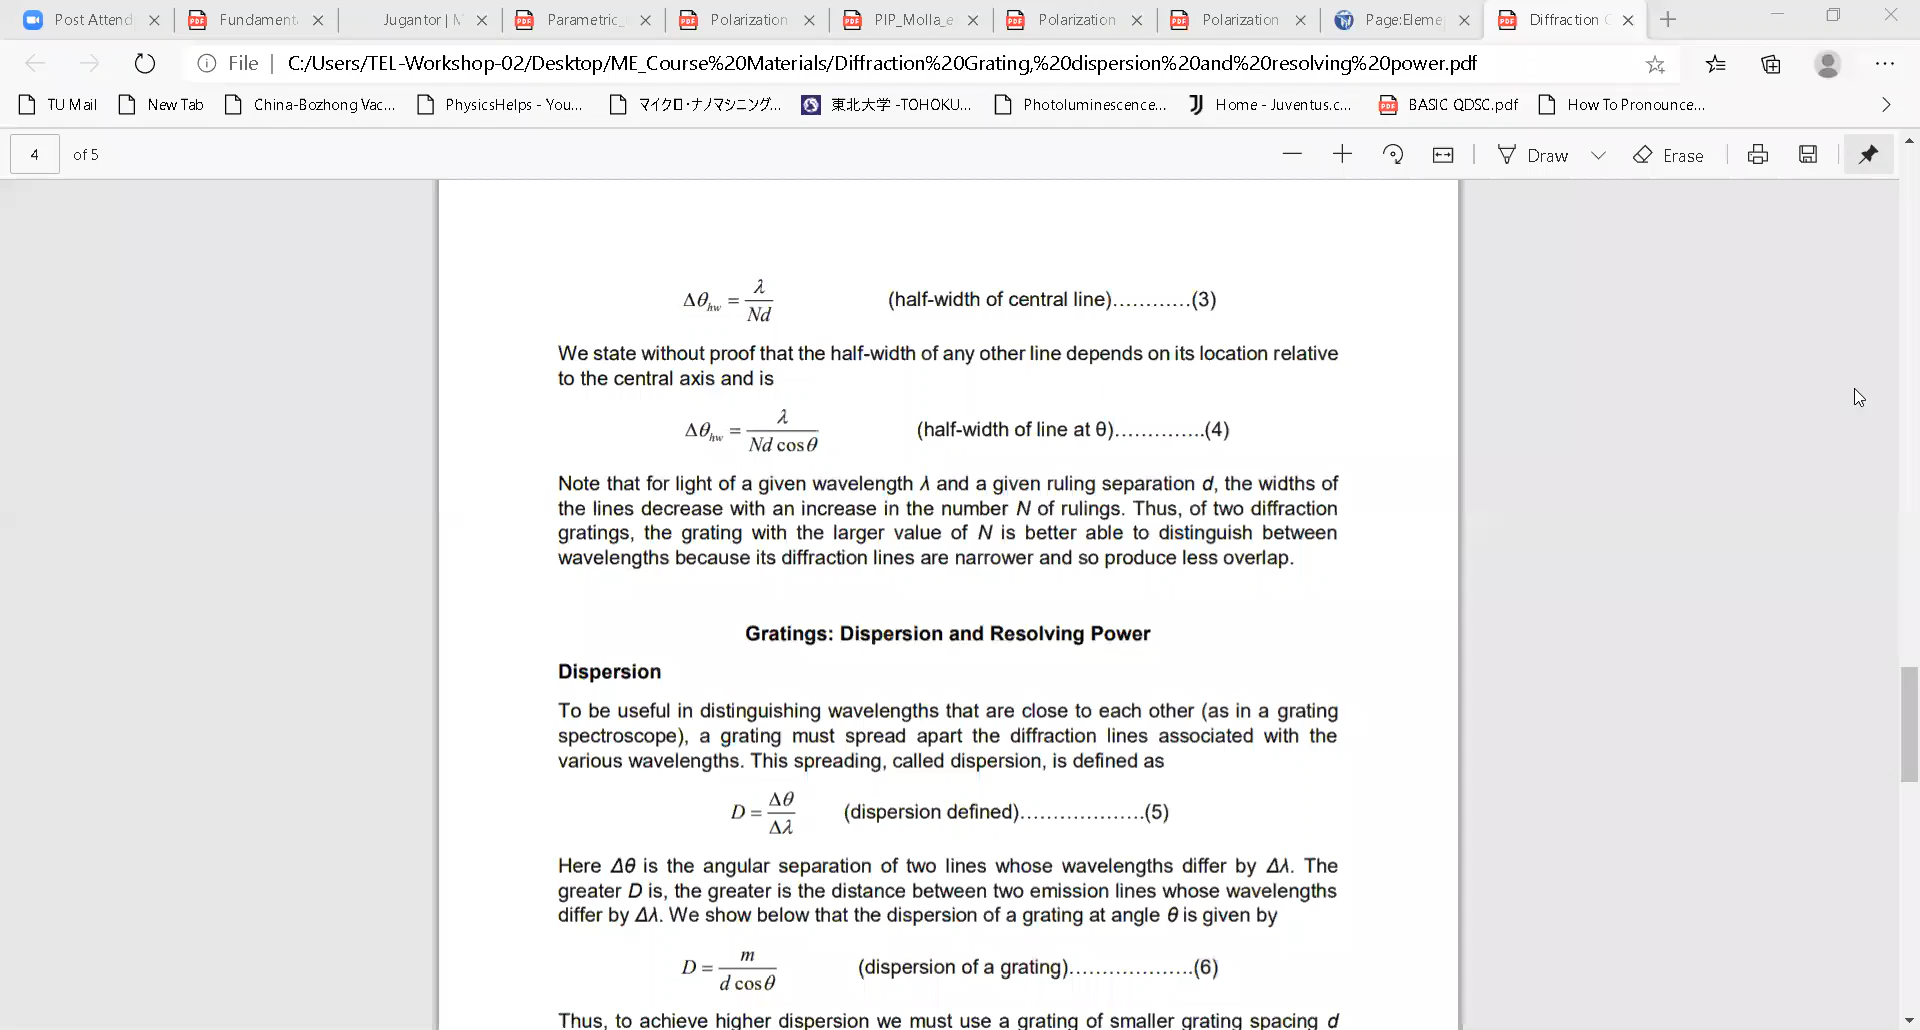 Post Attend
Fundament
Jugantor | M
Parametric_
Polarization
PIP_Molla_e
Polarization
Polarization
Page:Eleme
Diffraction G
File | C:/Users/TEL-Workshop-02/Desktop/ME_Course%20Materials/Diffraction%20Grating,%20dispersion%20and%20resolving%20power.pdf
TU Mail
New Tab
China-Bozhong Vac...
PhysicsHelps - You...
マイクロ・ナノマシニング...
東北大学 -TOHOKU...
Photoluminescence...
Home - Juventus.c...
BASIC QDSC.pdf
How To Pronounce...
4 of 5
Draw
Erase
Δθhw = λ / Nd (half-width of central line)............(3)
We state without proof that the half-width of any other line depends on its location relative
to the central axis and is
Δθhw = λ / Nd cosθ (half-width of line at θ)..............(4)
Note that for light of a given wavelength λ and a given ruling separation d, the widths of
the lines decrease with an increase in the number N of rulings. Thus, of two diffraction
gratings, the grating with the larger value of N is better able to distinguish between
wavelengths because its diffraction lines are narrower and so produce less overlap.
Gratings: Dispersion and Resolving Power
Dispersion
To be useful in distinguishing wavelengths that are close to each other (as in a grating
spectroscope), a grating must spread apart the diffraction lines associated with the
various wavelengths. This spreading, called dispersion, is defined as
D = Δθ / Δλ (dispersion defined)...................(5)
Here Δθ is the angular separation of two lines whose wavelengths differ by Δλ. The
greater D is, the greater is the distance between two emission lines whose wavelengths
differ by Δλ. We show below that the dispersion of a grating at angle θ is given by
D = m / d cosθ (dispersion of a grating)...................(6)
Thus, to achieve higher dispersion we must use a grating of smaller grating spacing d